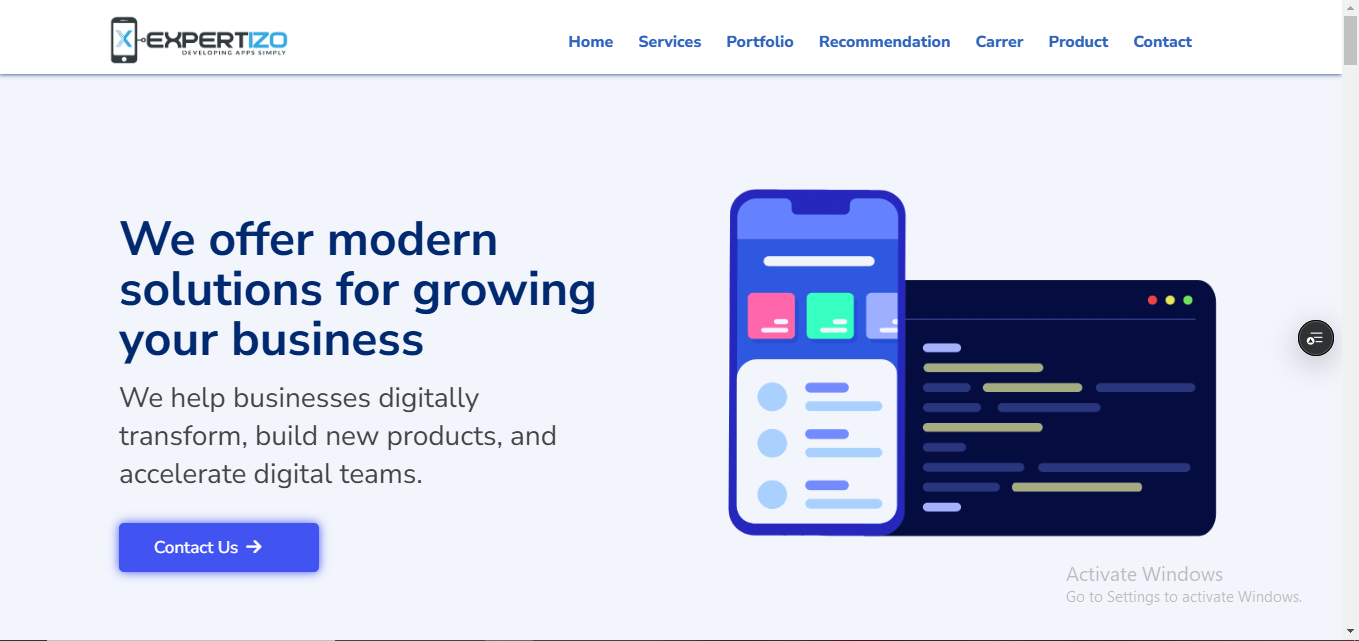 X EXPERTIZO
DEVELOPING APPS SIMPLY
Home Services Portfolio Recommendation Carrer Product Contact
We offer modern
solutions for growing
your business
We help businesses digitally
transform, build new products, and
accelerate digital teams.
Contact Us →
Activate Windows
Go to Settings to activate Windows.